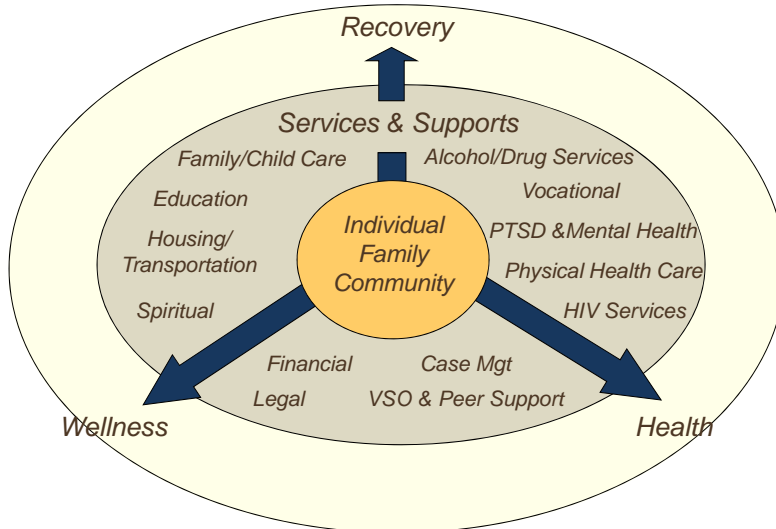 Recovery
Services & Supports
Family/Child Care
Alcohol/Drug Services
Education
Vocational
Individual
Family
Community
Housing/
Transportation
PTSD &Mental Health
Physical Health Care
Spiritual
HIV Services
Financial
Case Mgt
Legal
VSO & Peer Support
Wellness
Health